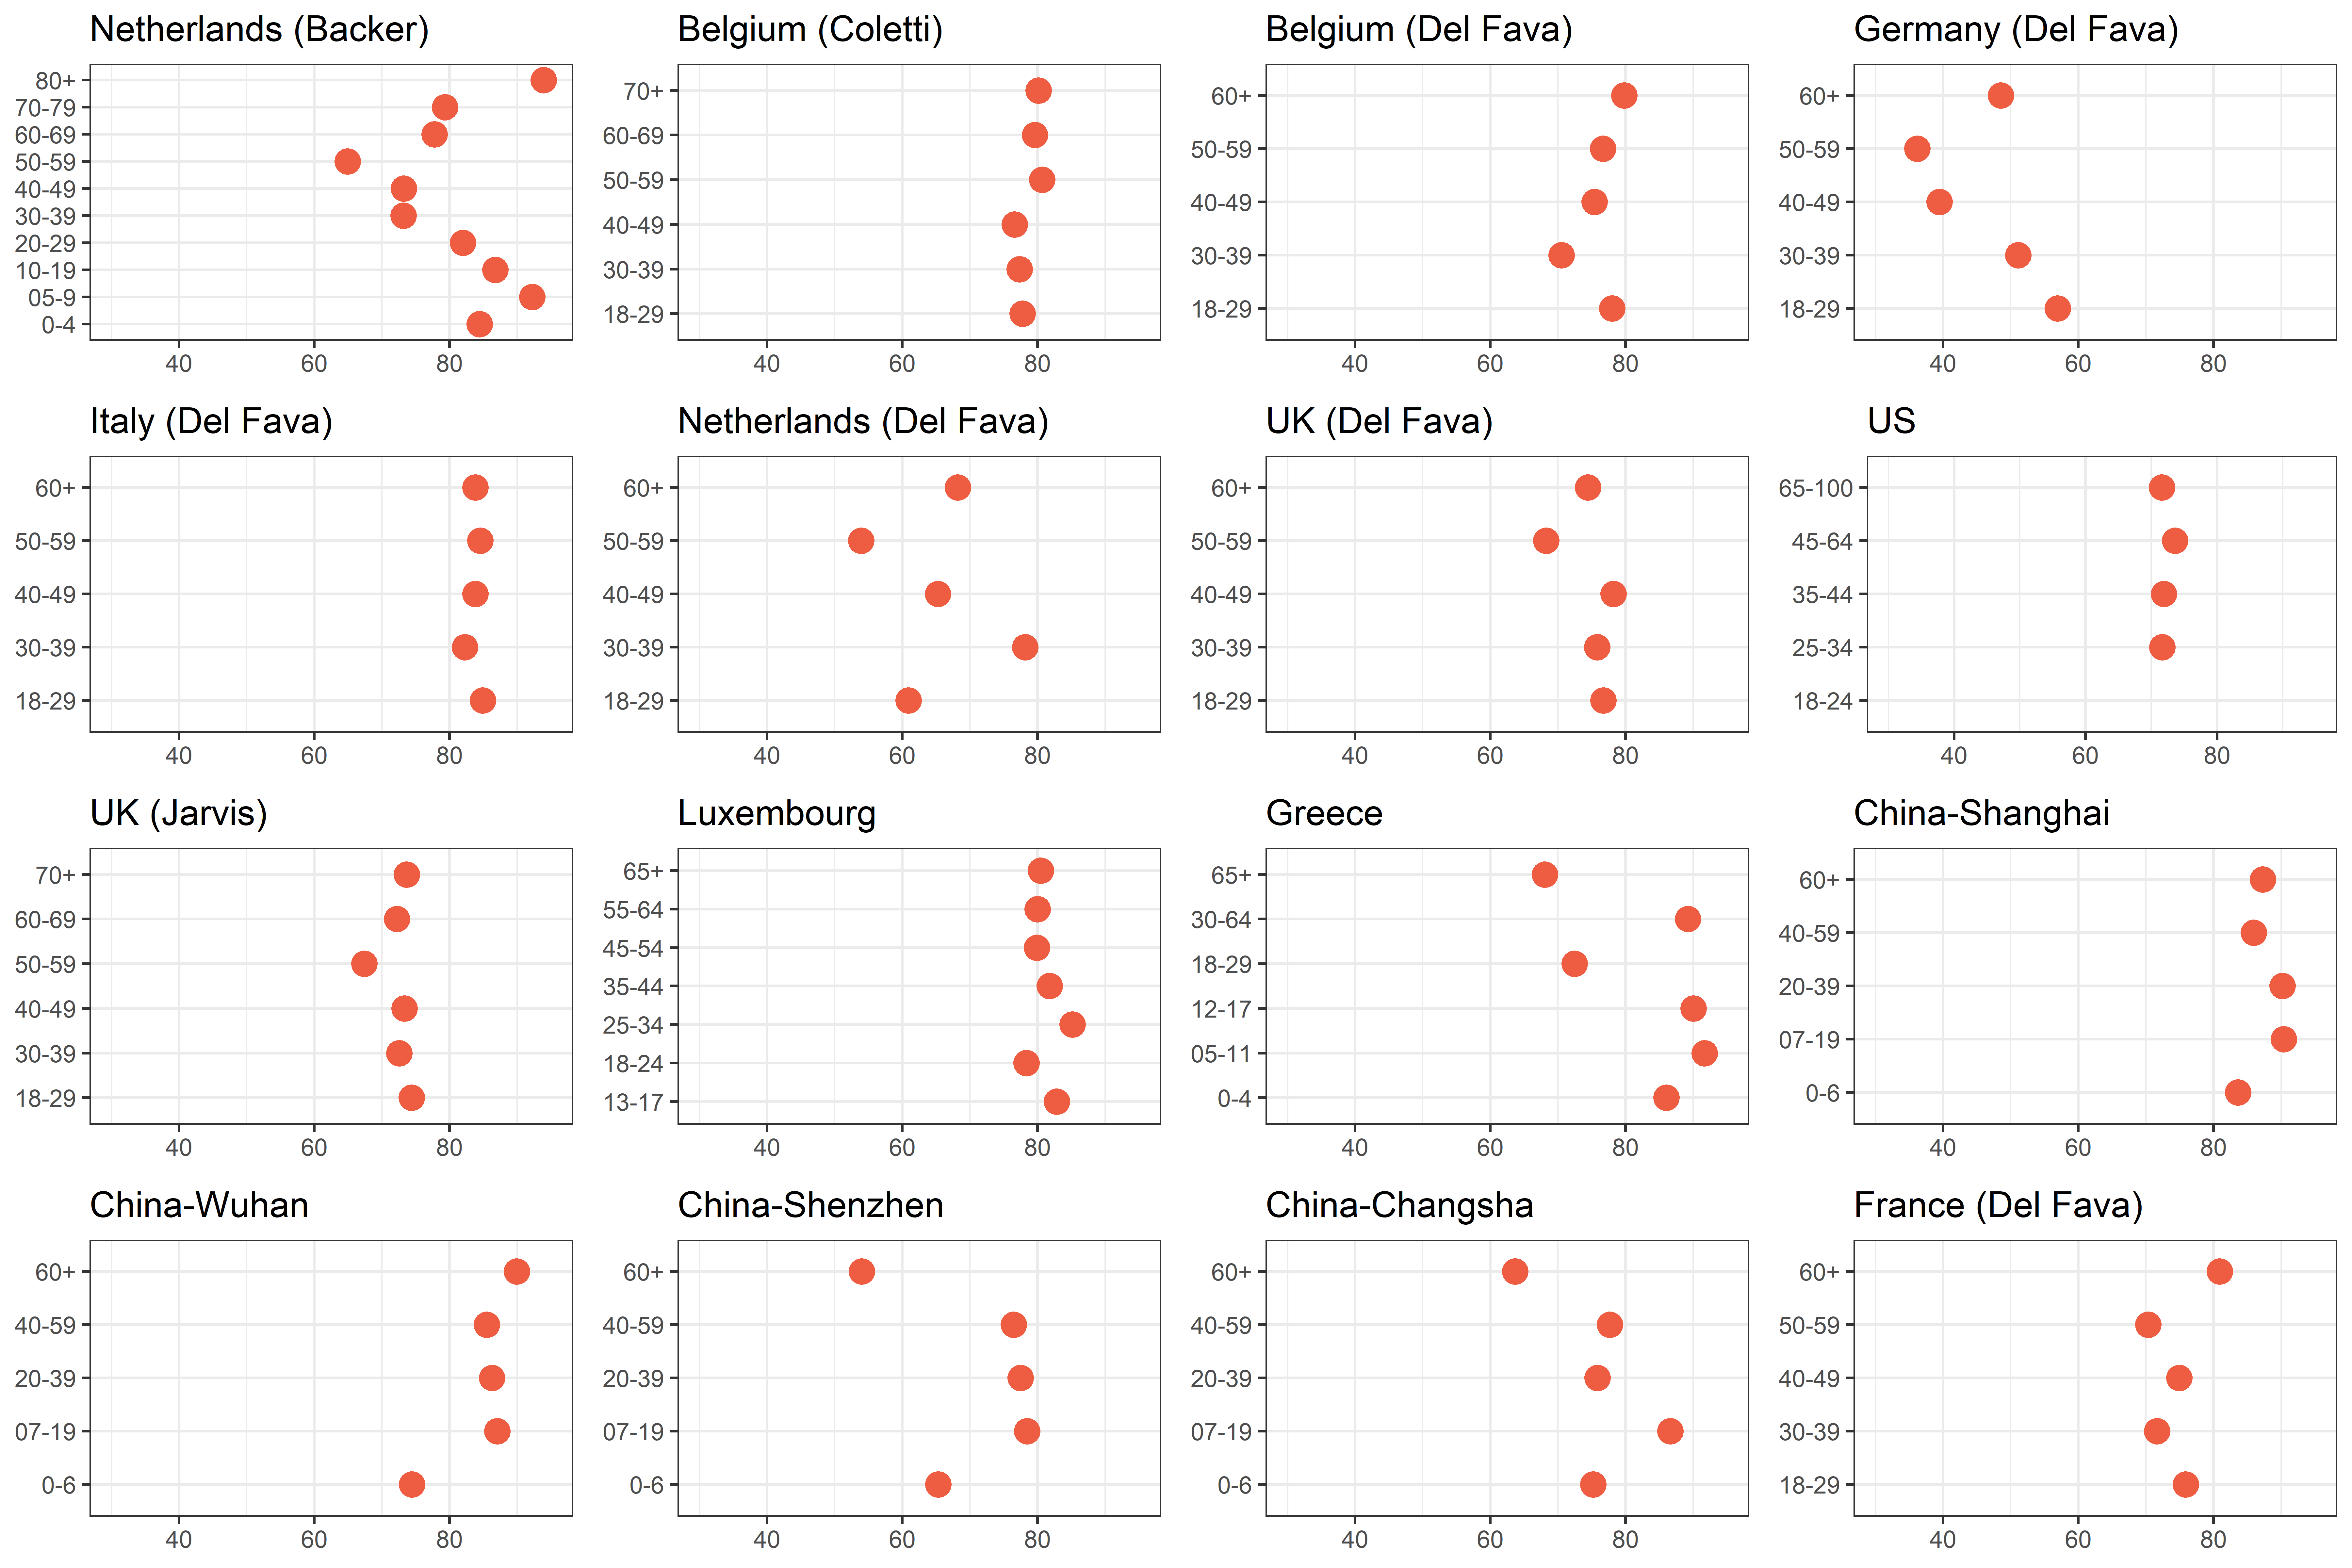 Netherlands (Backer)
80+
70-79
60-69
50-59
40-49
30-39
20-29
10-19
05-9
0-4
40 60 80
Belgium (Coletti)
70+
60-69
50-59
40-49
30-39
18-29
40 60 80
Belgium (Del Fava)
60+
50-59
40-49
30-39
18-29
40 60 80
Germany (Del Fava)
60+
50-59
40-49
30-39
18-29
40 60 80
Italy (Del Fava)
60+
50-59
40-49
30-39
18-29
40 60 80
Netherlands (Del Fava)
60+
50-59
40-49
30-39
18-29
40 60 80
UK (Del Fava)
60+
50-59
40-49
30-39
18-29
40 60 80
US
65-100
45-64
35-44
25-34
18-24
40 60 80
UK (Jarvis)
70+
60-69
50-59
40-49
30-39
18-29
40 60 80
Luxembourg
65+
55-64
45-54
35-44
25-34
18-24
13-17
40 60 80
Greece
65+
30-64
18-29
12-17
05-11
0-4
40 60 80
China-Shanghai
60+
40-59
20-39
07-19
0-6
40 60 80
China-Wuhan
60+
40-59
20-39
07-19
0-6
40 60 80
China-Shenzhen
60+
40-59
20-39
07-19
0-6
40 60 80
China-Changsha
60+
40-59
20-39
07-19
0-6
40 60 80
France (Del Fava)
60+
50-59
40-49
30-39
18-29
40 60 80